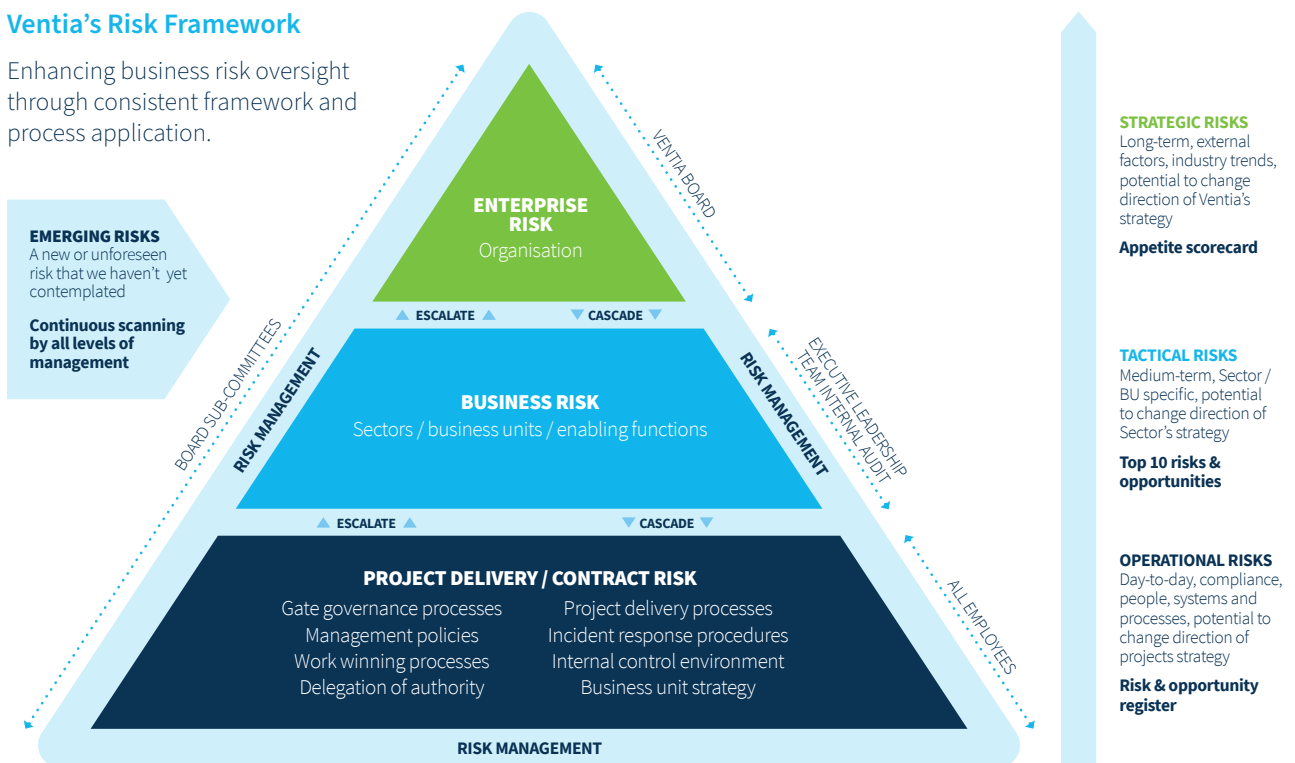 Ventia’s Risk Framework
Enhancing business risk oversight
through consistent framework and
process application.
EMERGING RISKS
A new or unforeseen
risk that we haven’t yet
contemplated
Continuous scanning
by all levels of
management
BOARD SUB-COMMITTEES
RISK MANAGEMENT
ENTERPRISE
RISK
Organisation
ESCALATE
CASCADE
BUSINESS RISK
Sectors / business units / enabling functions
ESCALATE
CASCADE
PROJECT DELIVERY / CONTRACT RISK
Gate governance processes
Management policies
Work winning processes
Delegation of authority
Project delivery processes
Incident response procedures
Internal control environment
Business unit strategy
RISK MANAGEMENT
RISK MANAGEMENT
VENTIA BOARD
EXECUTIVE LEADERSHIP
TEAM INTERNAL AUDIT
ALL EMPLOYEES
STRATEGIC RISKS
Long-term, external
factors, industry trends,
potential to change
direction of Ventia’s
strategy
Appetite scorecard
TACTICAL RISKS
Medium-term, Sector /
BU specific, potential
to change direction of
Sector’s strategy
Top 10 risks &
opportunities
OPERATIONAL RISKS
Day-to-day, compliance,
people, systems and
processes, potential to
change direction of
projects strategy
Risk & opportunity
register